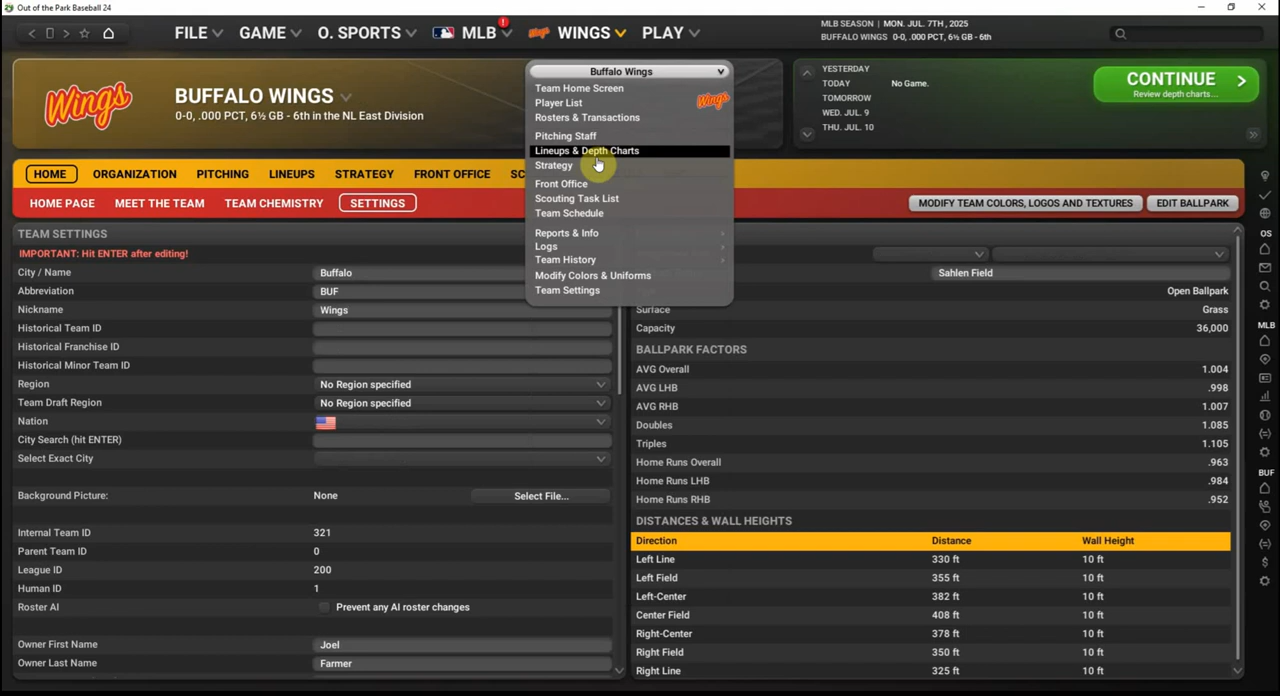 Out of the Park Baseball 24
FILE GAME O. SPORTS MLB WINGS PLAY
MLB SEASON | MON. JUL. 7TH, 2025
BUFFALO WINGS 0-0, .000 PCT, 6½ GB - 6th
Wings
BUFFALO WINGS
0-0, .000 PCT, 6½ GB - 6th in the NL East Division
Buffalo Wings
Team Home Screen
Player List
Wings
Rosters & Transactions
Pitching Staff
Lineups & Depth Charts
Strategy
Front Office
Scouting Task List
Team Schedule
Reports & Info
Logs
Team History
Modify Colors & Uniforms
Team Settings
YESTERDAY
TODAY No Game.
TOMORROW
WED. JUL. 9
THU. JUL. 10
CONTINUE
Review depth charts...
HOME ORGANIZATION PITCHING LINEUPS STRATEGY FRONT OFFICE SC
HOME PAGE MEET THE TEAM TEAM CHEMISTRY SETTINGS
MODIFY TEAM COLORS, LOGOS AND TEXTURES EDIT BALLPARK
TEAM SETTINGS
IMPORTANT: Hit ENTER after editing!
City / Name Buffalo
Abbreviation BUF
Nickname Wings
Historical Team ID
Historical Franchise ID
Historical Minor Team ID
Region No Region specified
Team Draft Region No Region specified
Nation
City Search (hit ENTER)
Select Exact City
Background Picture: None Select File...
Internal Team ID 321
Parent Team ID 0
League ID 200
Human ID 1
Roster AI Prevent any AI roster changes
Owner First Name Joel
Owner Last Name Farmer
Sahlen Field
Open Ballpark
Surface Grass
Capacity 36,000
BALLPARK FACTORS
AVG Overall 1.004
AVG LHB .998
AVG RHB 1.007
Doubles 1.085
Triples 1.105
Home Runs Overall .963
Home Runs LHB .984
Home Runs RHB .952
DISTANCES & WALL HEIGHTS
Direction Distance Wall Height
Left Line 330 ft 10 ft
Left Field 355 ft 10 ft
Left-Center 382 ft 10 ft
Center Field 408 ft 10 ft
Right-Center 378 ft 10 ft
Right Field 350 ft 10 ft
Right Line 325 ft 10 ft
OS
MLB
BUF